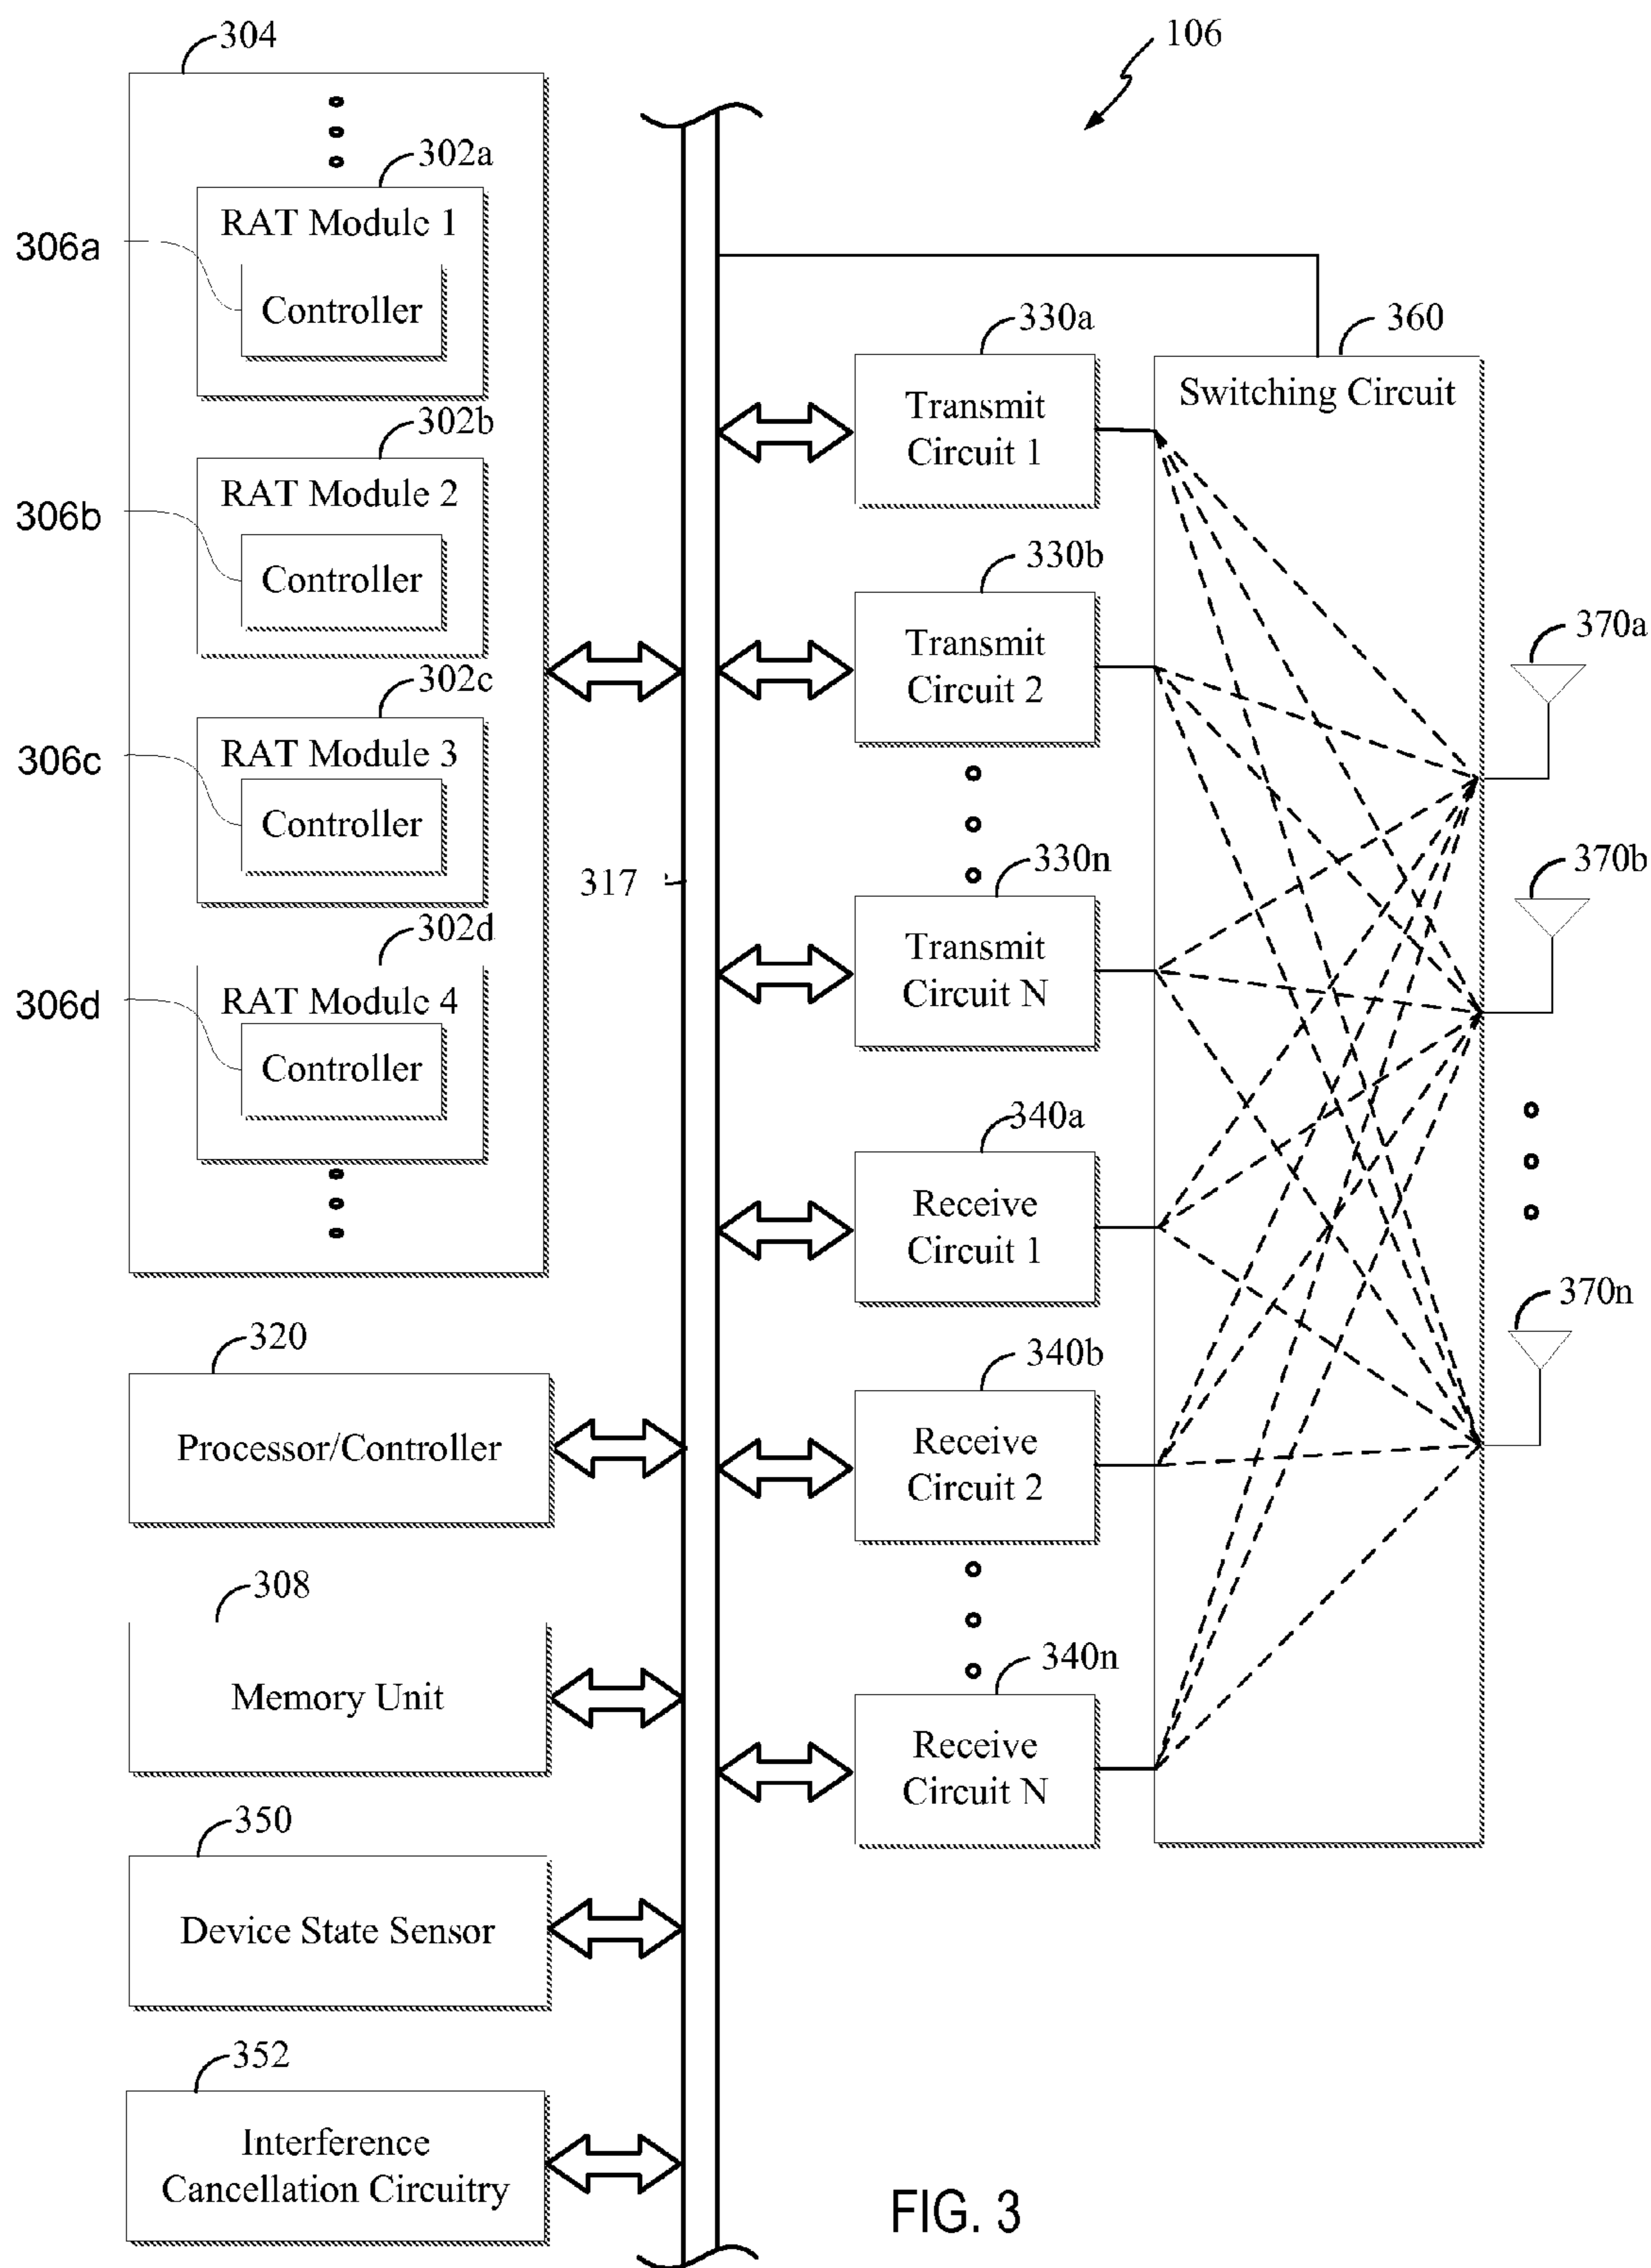 304
106
302a
RAT Module 1
306a
Controller
330a
360
Transmit
Circuit 1
Switching Circuit
302b
RAT Module 2
306b
Controller
330b
Transmit
Circuit 2
370a
302c
RAT Module 3
306c
Controller
317
330n
370b
302d
Transmit
Circuit N
RAT Module 4
306d
Controller
340a
Receive
Circuit 1
370n
320
340b
Processor/Controller
Receive
Circuit 2
308
340n
Memory Unit
Receive
Circuit N
350
Device State Sensor
352
Interference
Cancellation Circuitry
FIG. 3